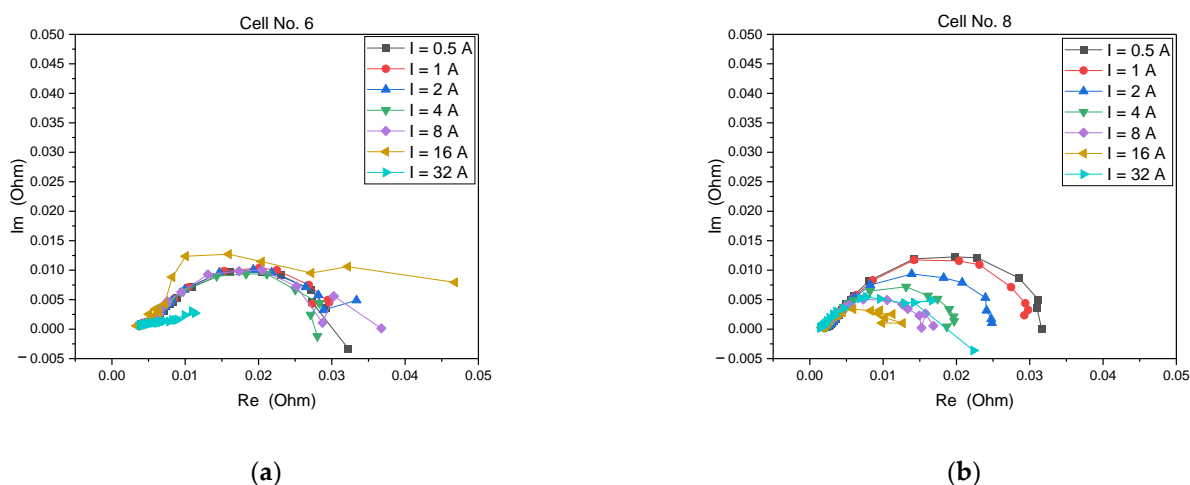 Cell No. 6
0.050
0.045
0.040
0.035
0.030
0.025
0.020
0.015
0.010
0.005
0.000
−0.005
Im (Ohm)
I = 0.5 A
I = 1 A
I = 2 A
I = 4 A
I = 8 A
I = 16 A
I = 32 A
0.00 0.01 0.02 0.03 0.04 0.05
Re (Ohm)
(a)
Cell No. 8
0.050
0.045
0.040
0.035
0.030
0.025
0.020
0.015
0.010
0.005
0.000
−0.005
Im (Ohm)
I = 0.5 A
I = 1 A
I = 2 A
I = 4 A
I = 8 A
I = 16 A
I = 32 A
0.00 0.01 0.02 0.03 0.04 0.05
Re (Ohm)
(b)